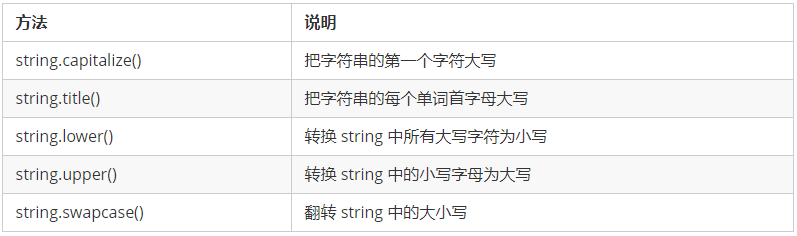 方法 说明
string.capitalize() 把字符串的第一个字符大写
string.title() 把字符串的每个单词首字母大写
string.lower() 转换 string 中所有大写字符为小写
string.upper() 转换 string 中的小写字母为大写
string.swapcase() 翻转 string 中的大小写